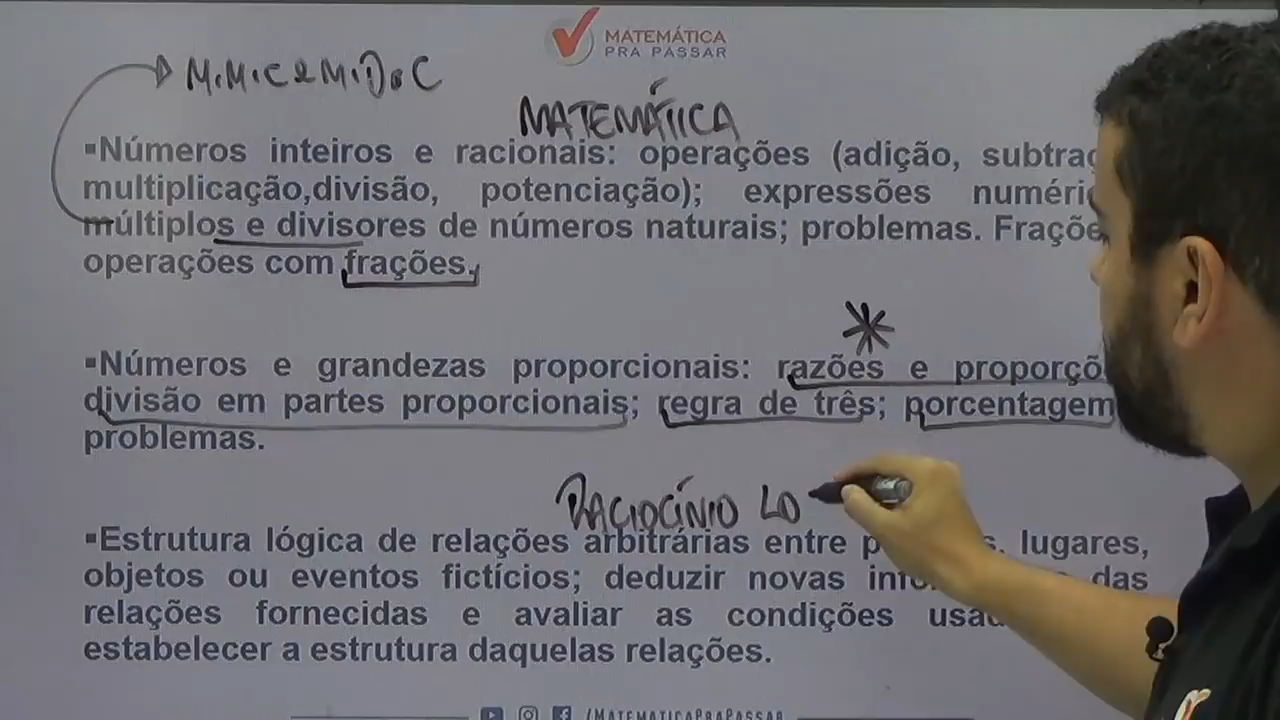 MATEMÁTICA
PRA PASSAR
M.M.C e M.D.C
MATEMÁTICA
▪Números inteiros e racionais: operações (adição, subtraç
multiplicação,divisão, potenciação); expressões numéri
múltiplos e divisores de números naturais; problemas. Fraçõe
operações com frações.
▪Números e grandezas proporcionais: razões e proporçõ
divisão em partes proporcionais; regra de três; porcentagem
problemas.
RACIOCÍNIO LO
▪Estrutura lógica de relações arbitrárias entre p s, lugares,
objetos ou eventos fictícios; deduzir novas info das
relações fornecidas e avaliar as condições usa
estabelecer a estrutura daquelas relações.
/MATEMATICAPRAPASSAR